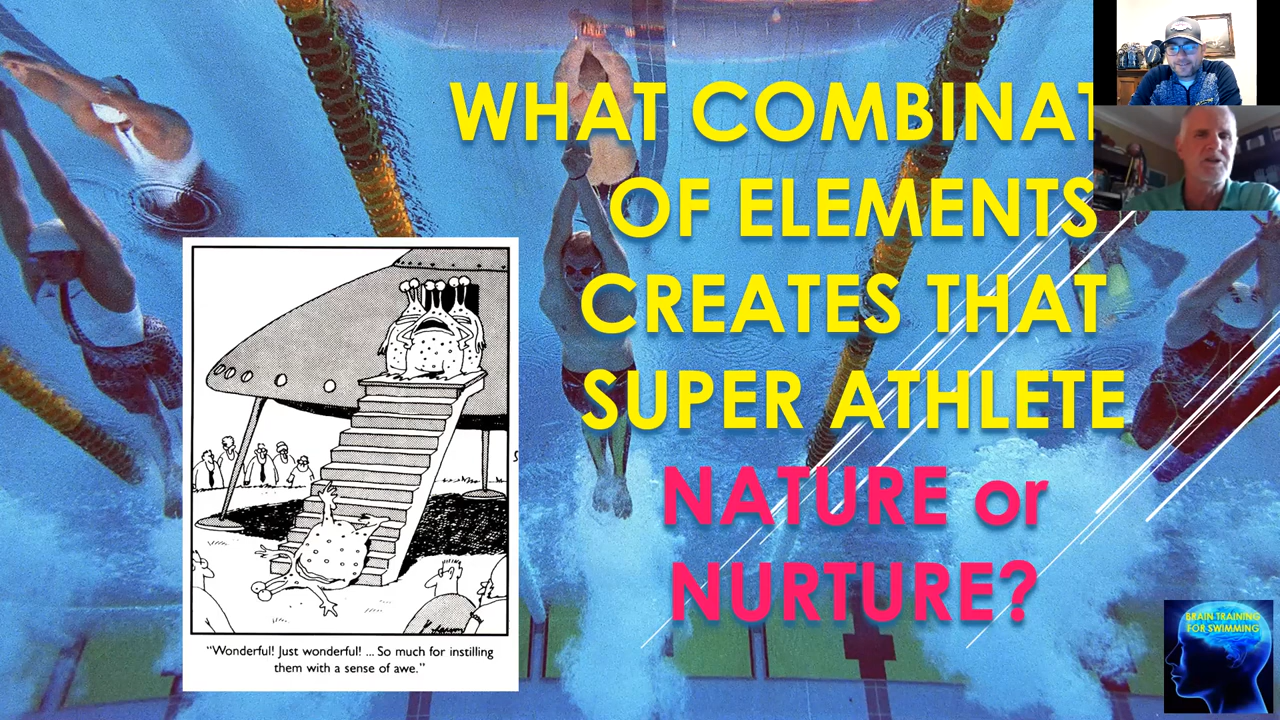 WHAT COMBINAT
OF ELEMENTS
CREATES THAT
SUPER ATHLETE
NATURE or
NURTURE?
"Wonderful! Just wonderful! ... So much for instilling
them with a sense of awe."
BRAIN TRAINING
FOR SWIMMING